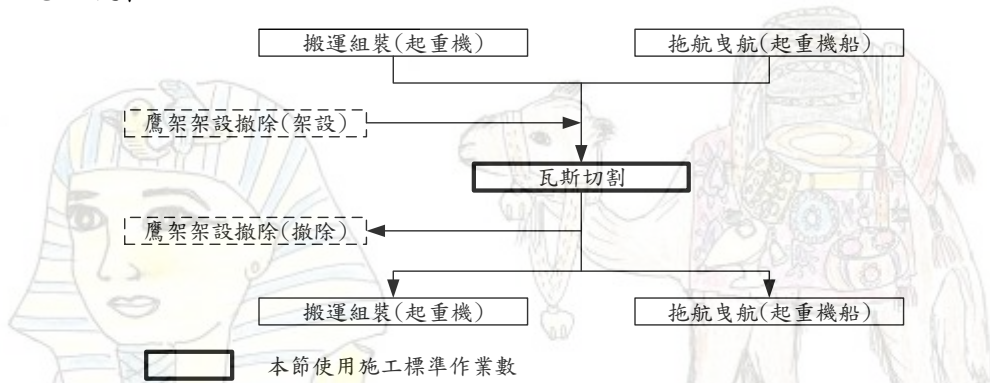 搬運組裝(起重機)
拖航曳航(起重機船)
鷹架架設撤除(架設)
瓦斯切割
鷹架架設撤除(撤除)
搬運組裝(起重機)
拖航曳航(起重機船)
本節使用施工標準作業數